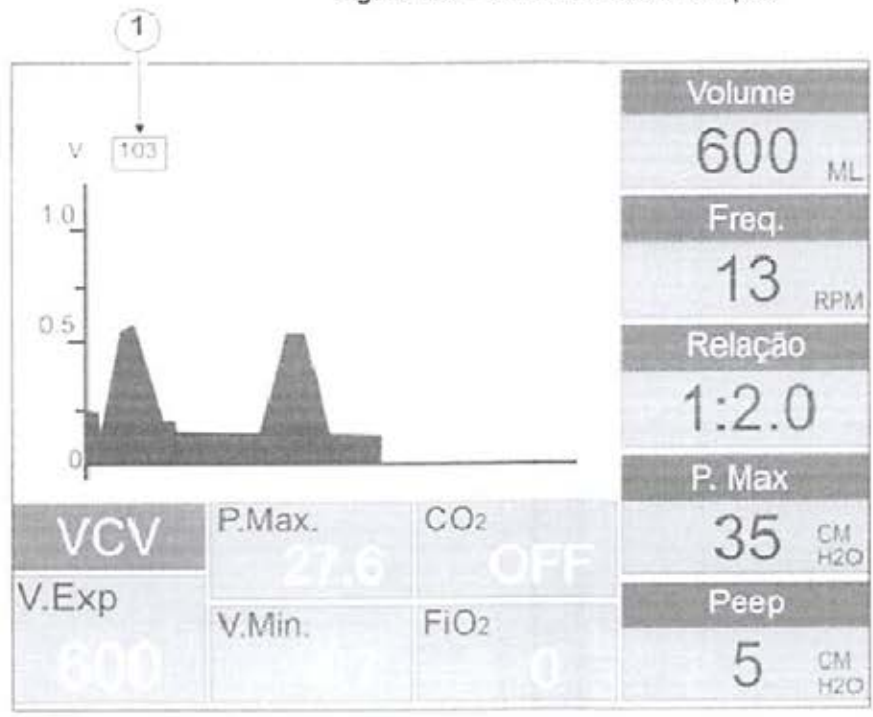 1
V 103
1.0
0.5
0
Volume
600 ML
Freq.
13 RPM
Relação
1:2.0
P. Max
35 CM H2O
Peep
5 CM H2O
VCV
P.Max.
27.6
CO2
OFF
V.Exp
600
V.Min.
FiO2
0